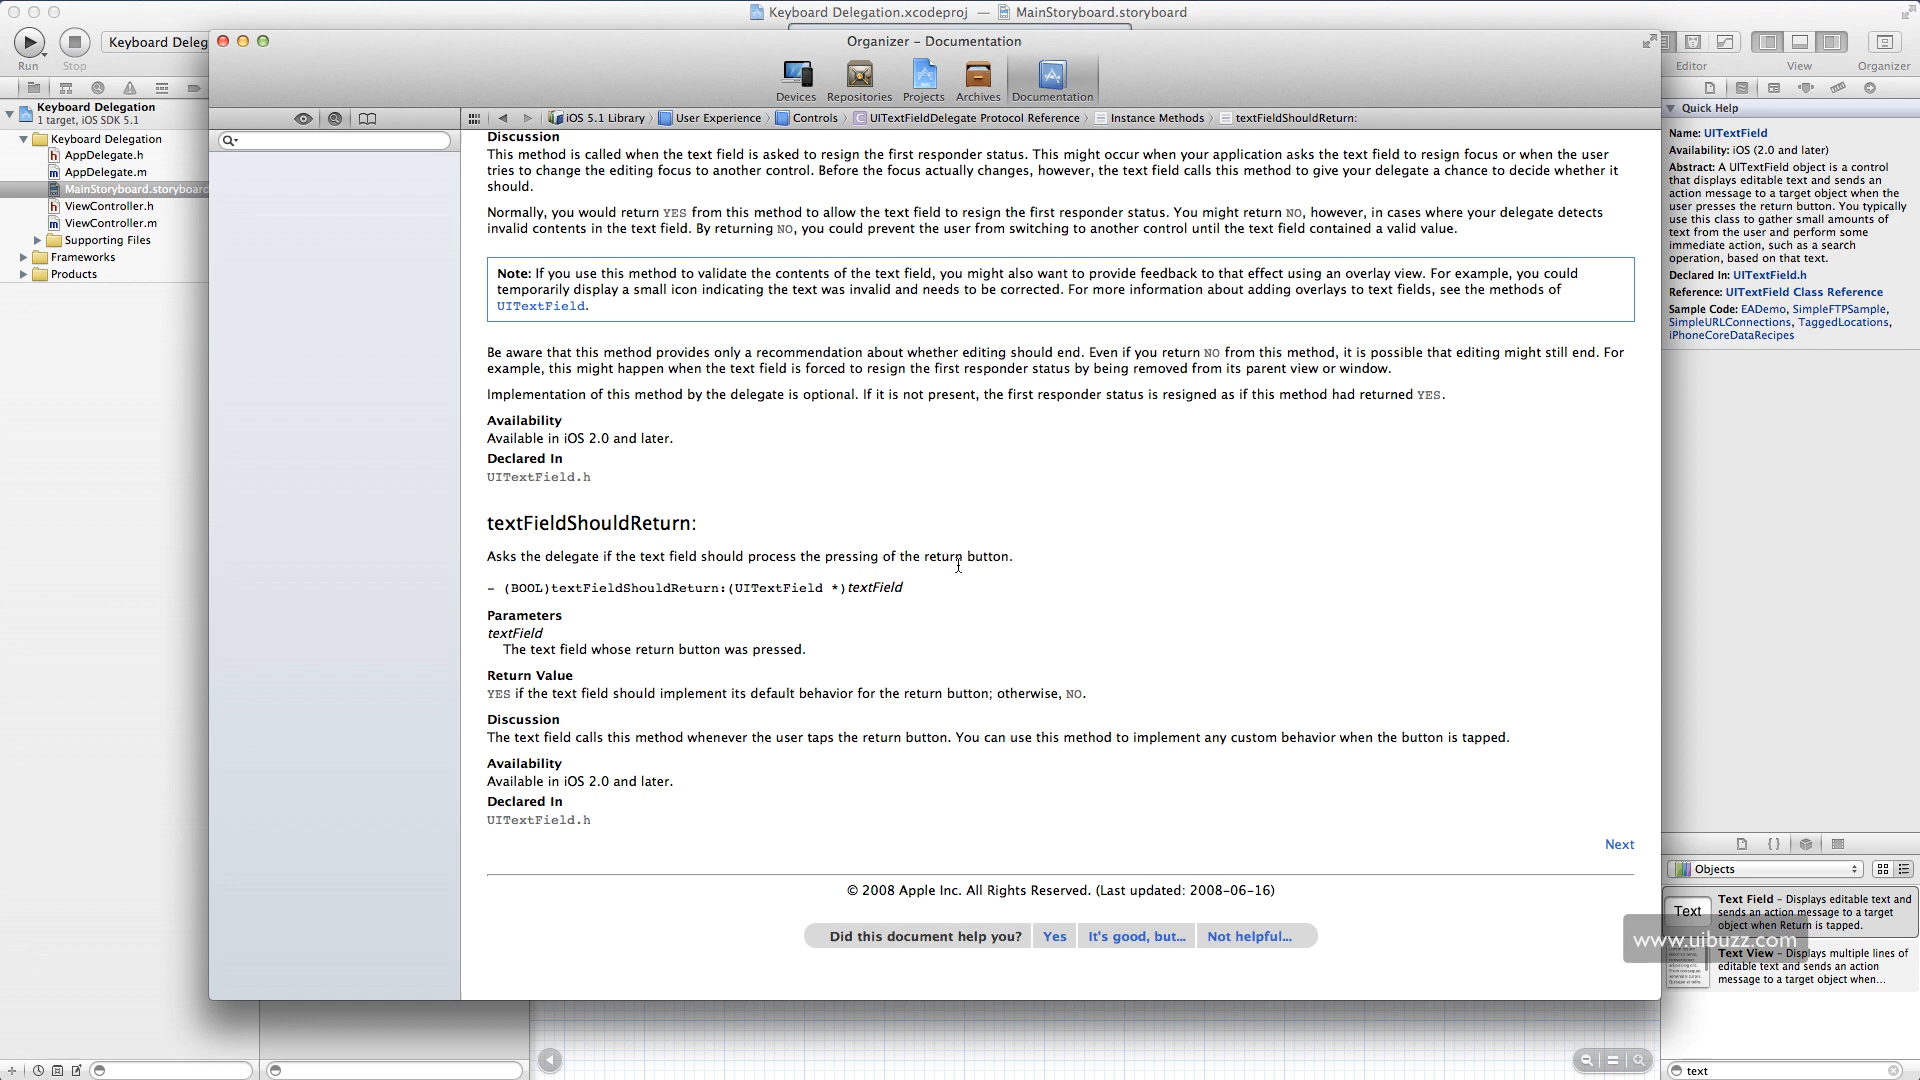 Keyboard Delegation.xcodeproj — MainStoryboard.storyboard
Run
Stop
Keyboard Deleg
Editor
View
Organizer
Organizer – Documentation
Devices
Repositories
Projects
Archives
Documentation
iOS 5.1 Library
User Experience
Controls
UITextFieldDelegate Protocol Reference
Instance Methods
textFieldShouldReturn:
Keyboard Delegation
1 target, iOS SDK 5.1
Keyboard Delegation
AppDelegate.h
AppDelegate.m
MainStoryboard.storyboard
ViewController.h
ViewController.m
Supporting Files
Frameworks
Products
Discussion
This method is called when the text field is asked to resign the first responder status. This might occur when your application asks the text field to resign focus or when the user
tries to change the editing focus to another control. Before the focus actually changes, however, the text field calls this method to give your delegate a chance to decide whether it
should.
Normally, you would return YES from this method to allow the text field to resign the first responder status. You might return NO, however, in cases where your delegate detects
invalid contents in the text field. By returning NO, you could prevent the user from switching to another control until the text field contained a valid value.
Note: If you use this method to validate the contents of the text field, you might also want to provide feedback to that effect using an overlay view. For example, you could
temporarily display a small icon indicating the text was invalid and needs to be corrected. For more information about adding overlays to text fields, see the methods of
UITextField.
Be aware that this method provides only a recommendation about whether editing should end. Even if you return NO from this method, it is possible that editing might still end. For
example, this might happen when the text field is forced to resign the first responder status by being removed from its parent view or window.
Implementation of this method by the delegate is optional. If it is not present, the first responder status is resigned as if this method had returned YES.
Availability
Available in iOS 2.0 and later.
Declared In
UITextField.h
textFieldShouldReturn:
Asks the delegate if the text field should process the pressing of the return button.
- (BOOL)textFieldShouldReturn:(UITextField *)textField
Parameters
textField
The text field whose return button was pressed.
Return Value
YES if the text field should implement its default behavior for the return button; otherwise, NO.
Discussion
The text field calls this method whenever the user taps the return button. You can use this method to implement any custom behavior when the button is tapped.
Availability
Available in iOS 2.0 and later.
Declared In
UITextField.h
Next
© 2008 Apple Inc. All Rights Reserved. (Last updated: 2008-06-16)
Did this document help you?
Yes
It's good, but...
Not helpful...
Quick Help
Name: UITextField
Availability: iOS (2.0 and later)
Abstract: A UITextField object is a control
that displays editable text and sends an
action message to a target object when the
user presses the return button. You typically
use this class to gather small amounts of
text from the user and perform some
immediate action, such as a search
operation, based on that text.
Declared In: UITextField.h
Reference: UITextField Class Reference
Sample Code: EADemo, SimpleFTPSample,
SimpleURLConnections, TaggedLocations,
iPhoneCoreDataRecipes
Objects
Text
Text Field – Displays editable text and
sends an action message to a target
object when Return is tapped.
www.uibuzz.com
Text View – Displays multiple lines of
editable text and sends an action
message to a target object when...
text